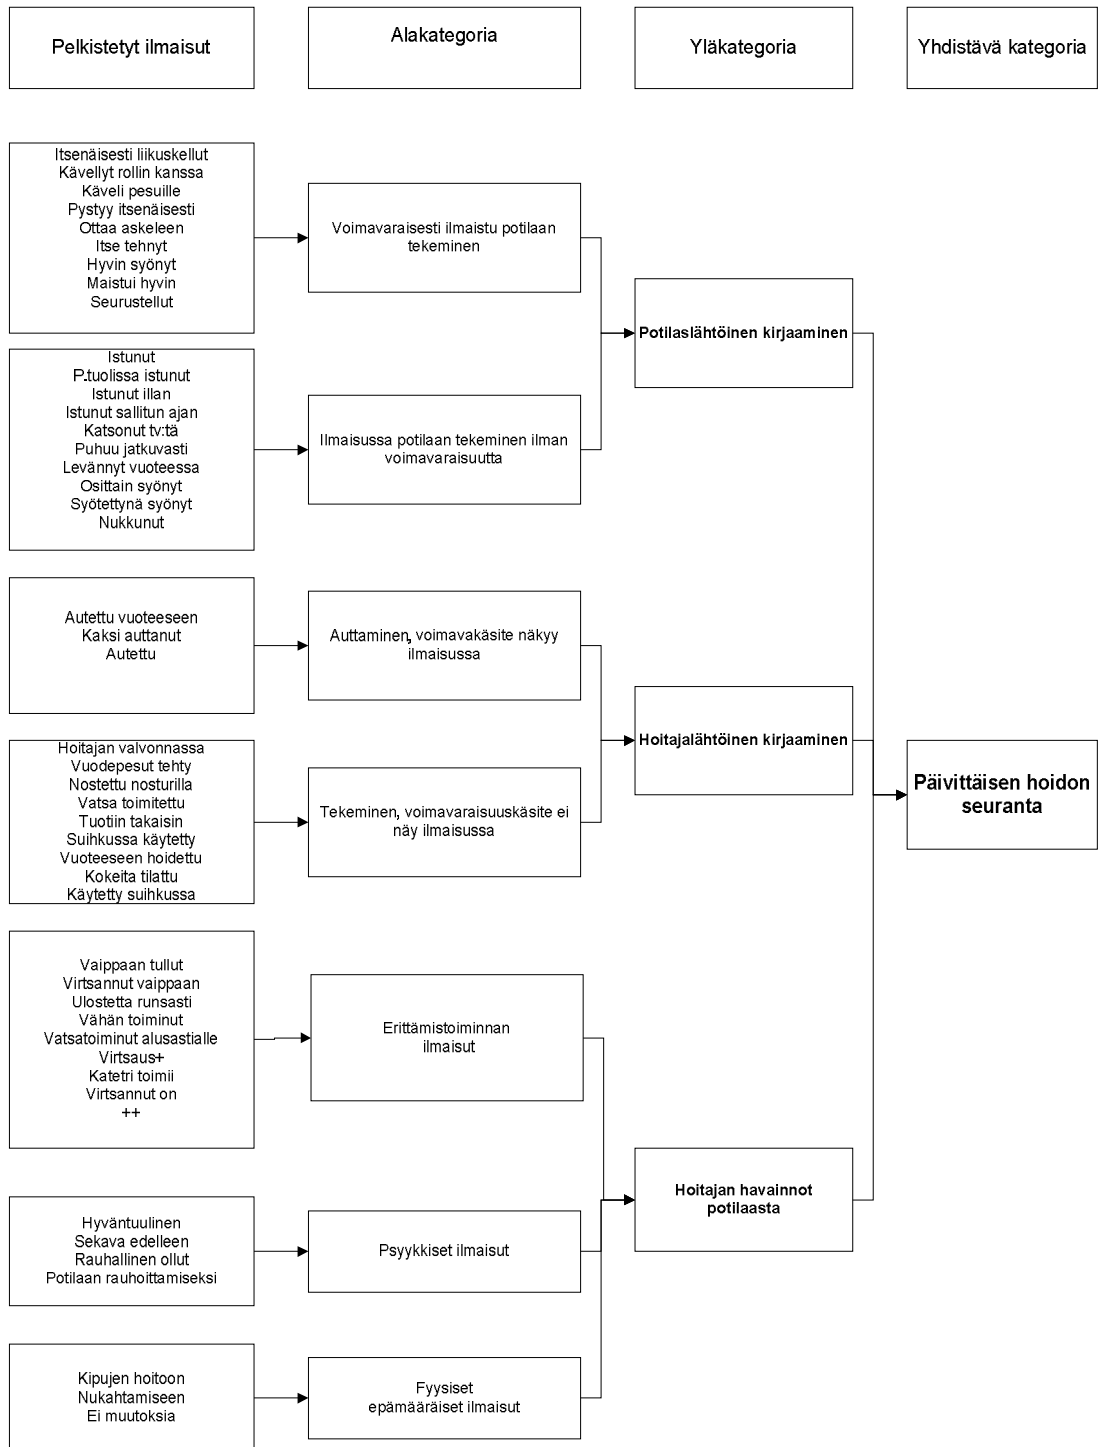 Pelkistetyt ilmaisut
Alakategoria
Yläkategoria
Yhdistävä kategoria
Itsenäisesti liikuskellut
Kävellyt rollin kanssa
Käveli pesuille
Pystyy itsenäisesti
Ottaa askeleen
Itse tehnyt
Hyvin syönyt
Maistui hyvin
Seurustellut
Voimavaraisesti ilmaistu potilaan
tekeminen
Potilaslähtöinen kirjaaminen
Istunut
P.tuolissa istunut
Istunut illan
Istunut sallitun ajan
Katsonut tv:tä
Puhuu jatkuvasti
Levännyt vuoteessa
Osittain syönyt
Syötettynä syönyt
Nukkunut
Ilmaisussa potilaan tekeminen ilman
voimavaraisuutta
Autettu vuoteeseen
Kaksi auttanut
Autettu
Auttaminen, voimavakäsite näkyy
ilmaisussa
Hoitajalähtöinen kirjaaminen
Hoitajan valvonnassa
Vuodepesut tehty
Nostettu nosturilla
Vatsa toimitettu
Tuotiin takaisin
Suihkussa käytetty
Vuoteeseen hoidettu
Kokeita tilattu
Käytetty suihkussa
Tekeminen, voimavaraisuuskäsite ei
näy ilmaisussa
Päivittäisen hoidon
seuranta
Vaippaan tullut
Virtsannut vaippaan
Ulostetta runsasti
Vähän toiminut
Vatsatoiminut alusastialle
Virtsaus+
Katetri toimii
Virtsannut on
++
Erittämistoiminnan
ilmaisut
Hoitajan havainnot
potilaasta
Hyväntuulinen
Sekava edelleen
Rauhallinen ollut
Potilaan rauhoittamiseksi
Psyykkiset ilmaisut
Kipujen hoitoon
Nukahtamiseen
Ei muutoksia
Fyysiset
epämääräiset ilmaisut